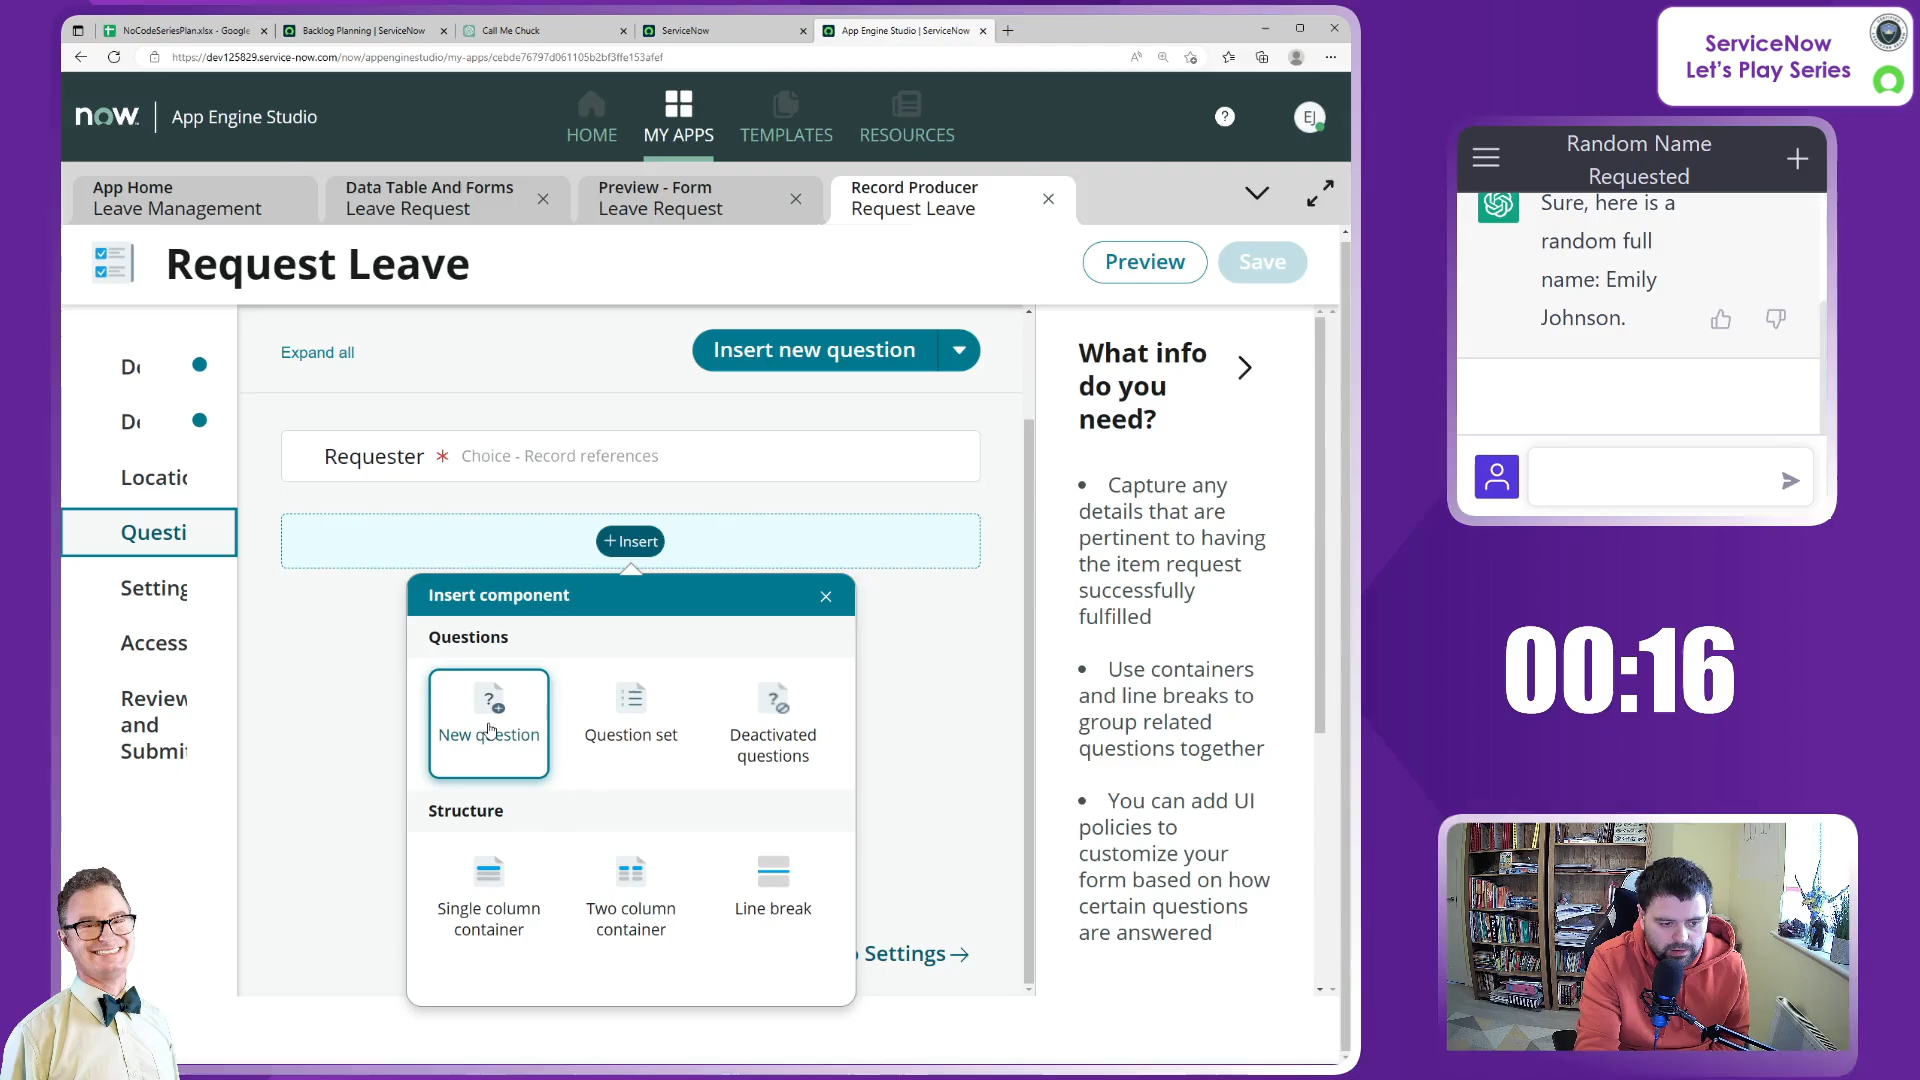 NoCodeSeriesPlan.xlsx - Google
Backlog Planning | ServiceNow
Call Me Chuck
ServiceNow
App Engine Studio | ServiceNow
https://dev125829.service-now.com/now/appenginestudio/my-apps/cebde76797d061105b2bf3ffe153afef
now
App Engine Studio
HOME
MY APPS
TEMPLATES
RESOURCES
?
EJ
App Home
Leave Management
Data Table And Forms
Leave Request
Preview - Form
Leave Request
Record Producer
Request Leave
Request Leave
Preview
Save
De
De
Locatic
Questi
Setting
Access
Review
and
Submit
Expand all
Insert new question
Requester * Choice - Record references
+ Insert
Insert component
Questions
New question
Question set
Deactivated
questions
Structure
Single column
container
Two column
container
Line break
Settings →
What info
do you
need?
• Capture any
details that are
pertinent to having
the item request
successfully
fulfilled
• Use containers
and line breaks to
group related
questions together
• You can add UI
policies to
customize your
form based on how
certain questions
are answered
ServiceNow
Let's Play Series
Random Name
Requested
Sure, here is a
random full
name: Emily
Johnson.
00:16